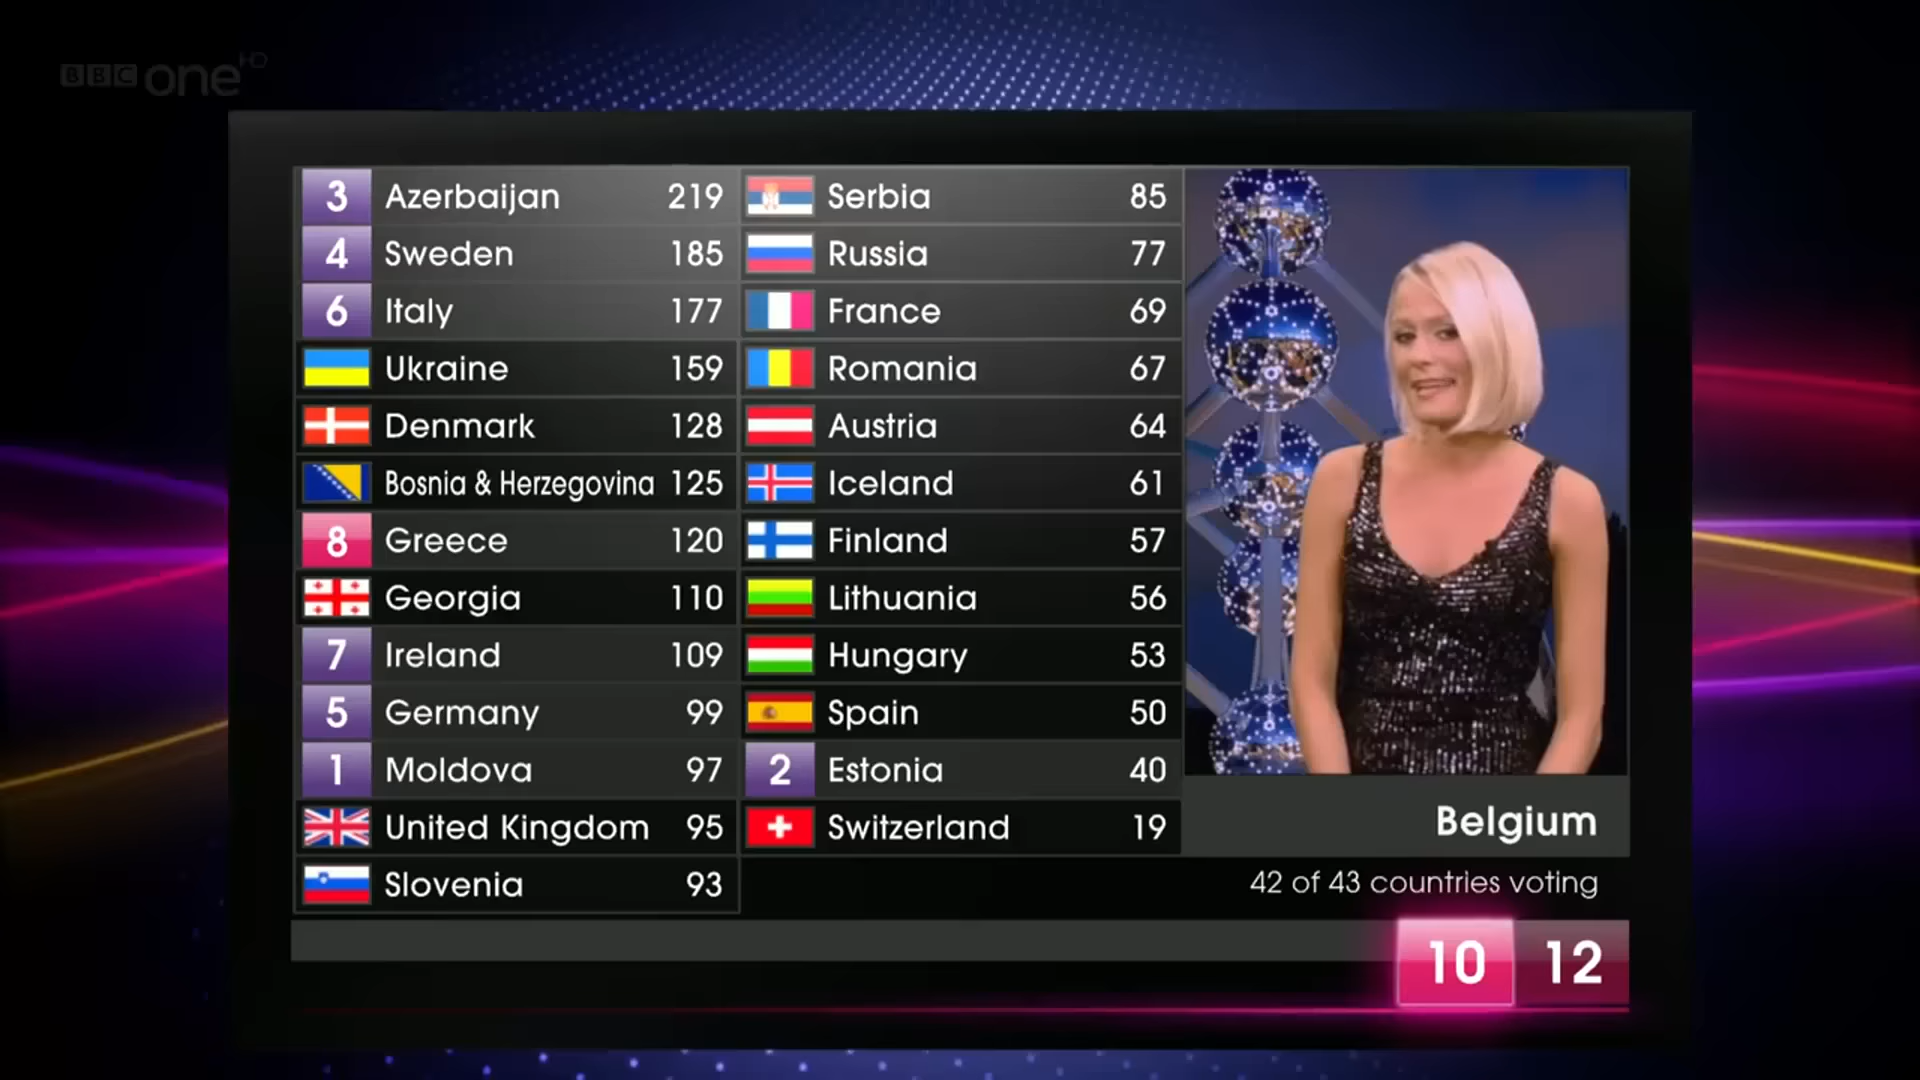 BBC one HD
3 Azerbaijan 219
4 Sweden 185
6 Italy 177
Ukraine 159
Denmark 128
Bosnia & Herzegovina 125
8 Greece 120
Georgia 110
7 Ireland 109
5 Germany 99
1 Moldova 97
United Kingdom 95
Slovenia 93
Serbia 85
Russia 77
France 69
Romania 67
Austria 64
Iceland 61
Finland 57
Lithuania 56
Hungary 53
Spain 50
2 Estonia 40
Switzerland 19
Belgium
42 of 43 countries voting
10 12